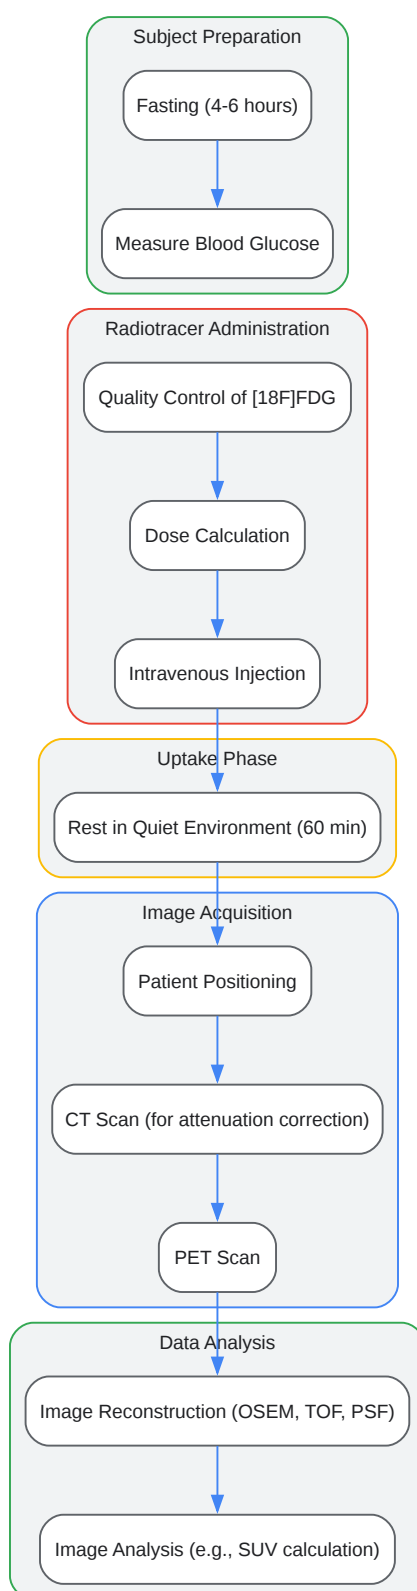 Subject Preparation
Fasting (4-6 hours)
Measure Blood Glucose
Radiotracer Administration
Quality Control of [18F]FDG
Dose Calculation
Intravenous Injection
Uptake Phase
Rest in Quiet Environment (60 min)
Image Acquisition
Patient Positioning
CT Scan (for attenuation correction)
PET Scan
Data Analysis
Image Reconstruction (OSEM, TOF, PSF)
Image Analysis (e.g., SUV calculation)